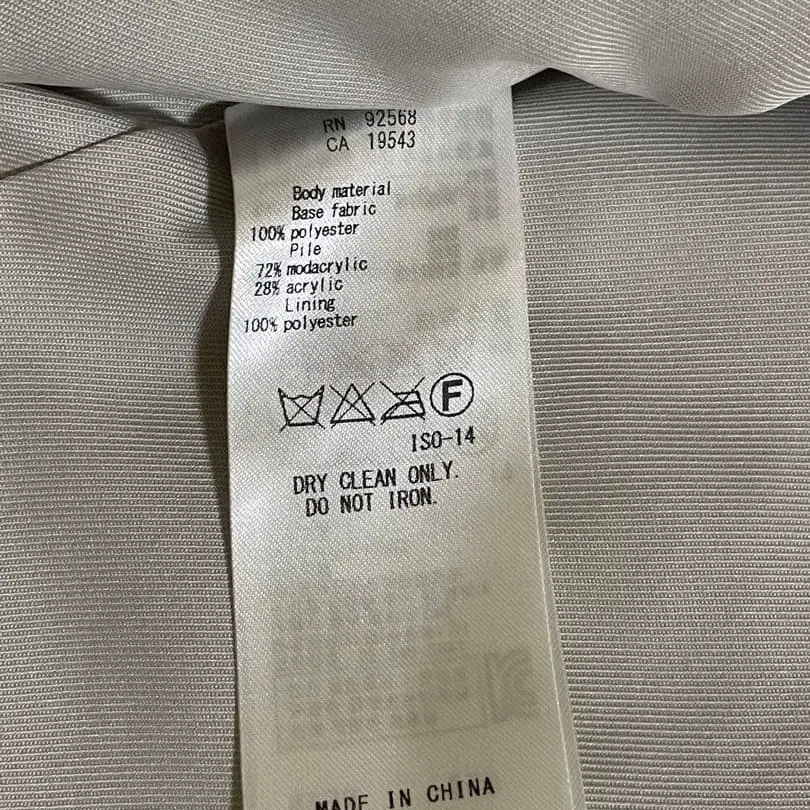 RN 92568
CA 19543
Body material
Base fabric
100% polyester
Pile
72% modacrylic
28% acrylic
Lining
100% polyester
F
ISO-14
DRY CLEAN ONLY.
DO NOT IRON.
MADE IN CHINA